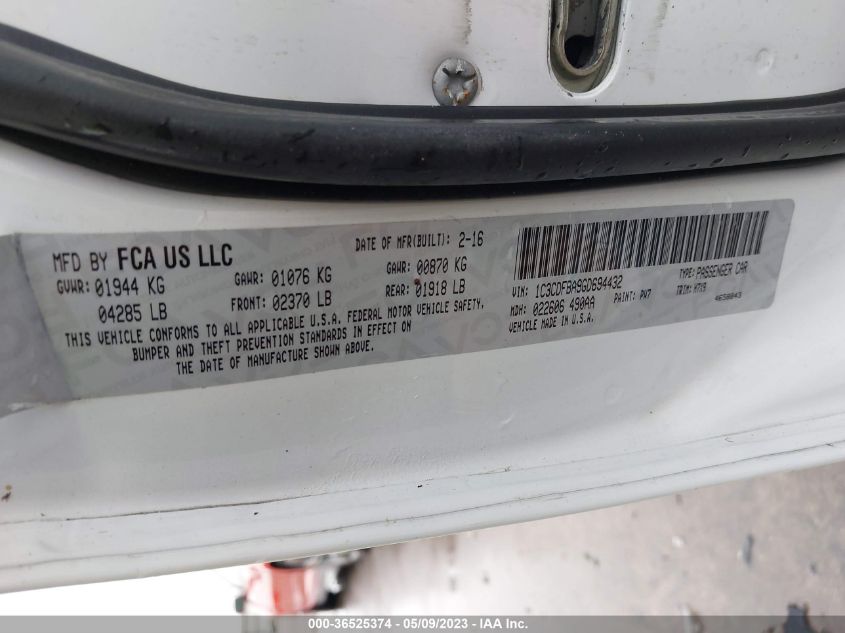 MFD BY FCA US LLC
DATE OF MFR(BUILT): 2-16
GVWR: 01944 KG
04285 LB
GAWR: 01076 KG
FRONT: 02370 LB
GAWR: 00870 KG
REAR: 01918 LB
THIS VEHICLE CONFORMS TO ALL APPLICABLE U.S.A. FEDERAL MOTOR VEHICLE SAFETY,
BUMPER AND THEFT PREVENTION STANDARDS IN EFFECT ON
THE DATE OF MANUFACTURE SHOWN ABOVE.
VIN: 1C3CDFBA9GD694432
TYPE: PASSENGER CAR
MDH: 022606 490AA
PAINT: PW7
TRIM: H7X9
VEHICLE MADE IN U.S.A.
4658043
000-36525374 - 05/09/2023 - IAA Inc.